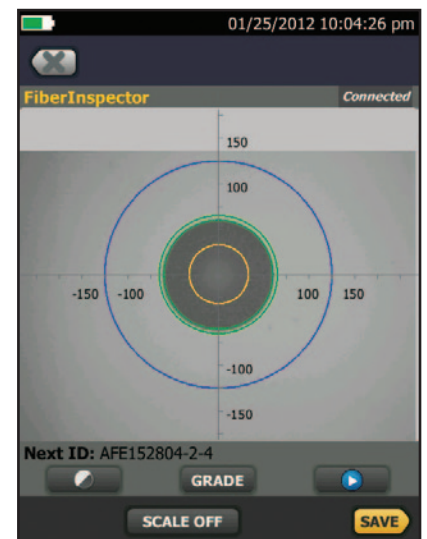 01/25/2012 10:04:26 pm
FiberInspector
Connected
150
100
-150 -100 100 150
-100
-150
Next ID: AFE152804-2-4
GRADE
SCALE OFF
SAVE